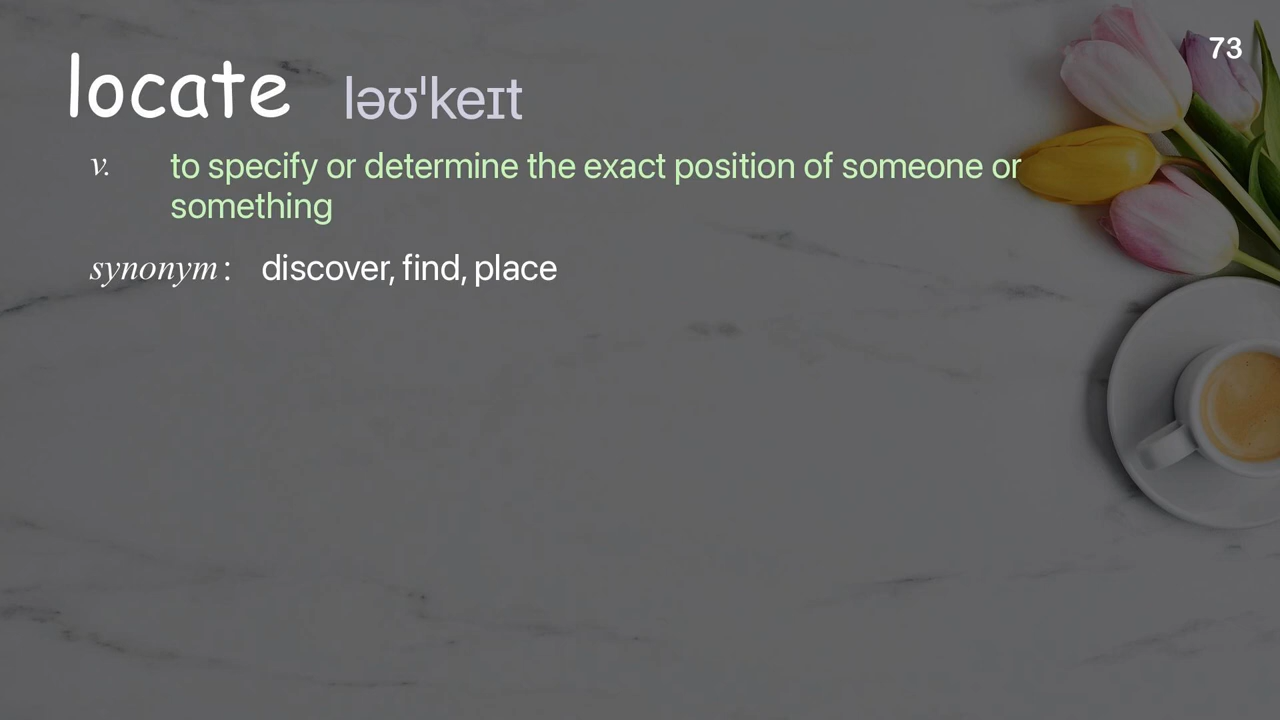 73
locate ləʊˈkeɪt
v. to specify or determine the exact position of someone or
something
synonym : discover, find, place